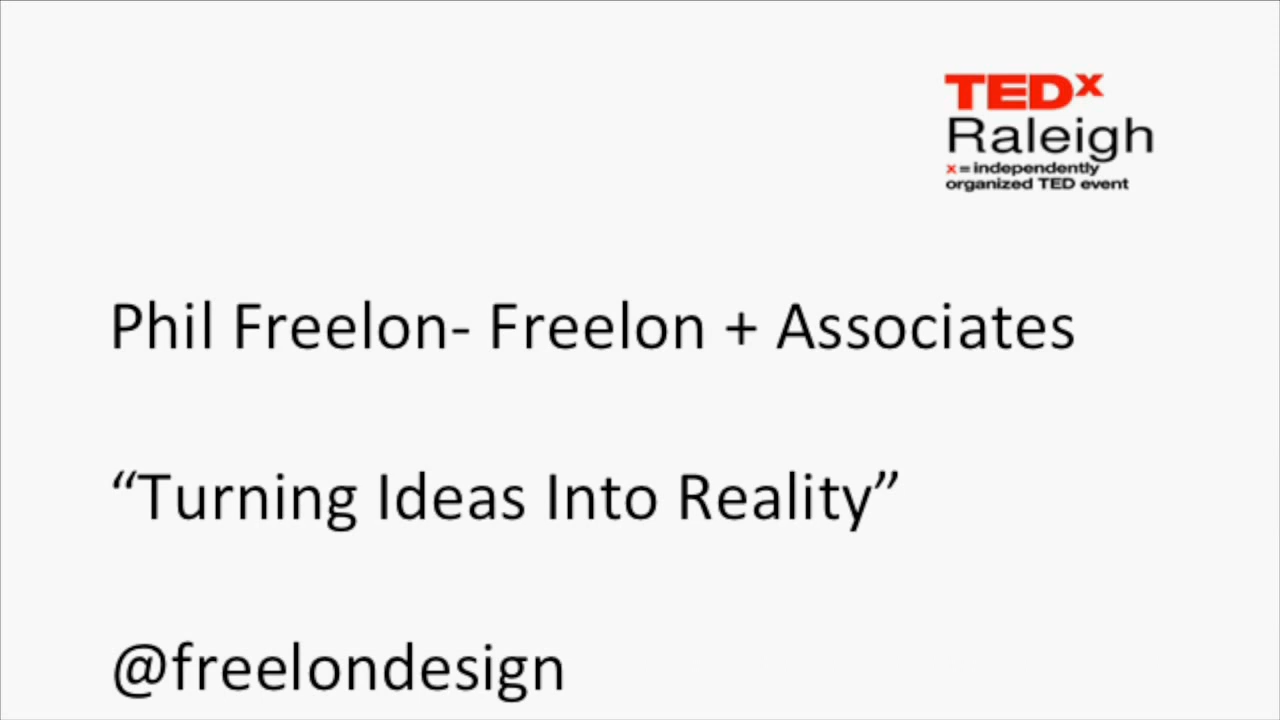 TEDx
Raleigh
x = independently
organized TED event
Phil Freelon- Freelon + Associates
“Turning Ideas Into Reality”
@freelondesign